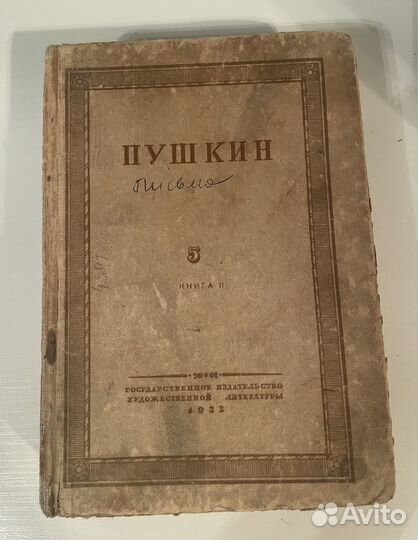 ПУШКИН
письма
5
КНИГА II
ГОСУДАРСТВЕННОЕ ИЗДАТЕЛЬСТВО
ХУДОЖЕСТВЕННОЙ ЛИТЕРАТУРЫ
1933
Avito